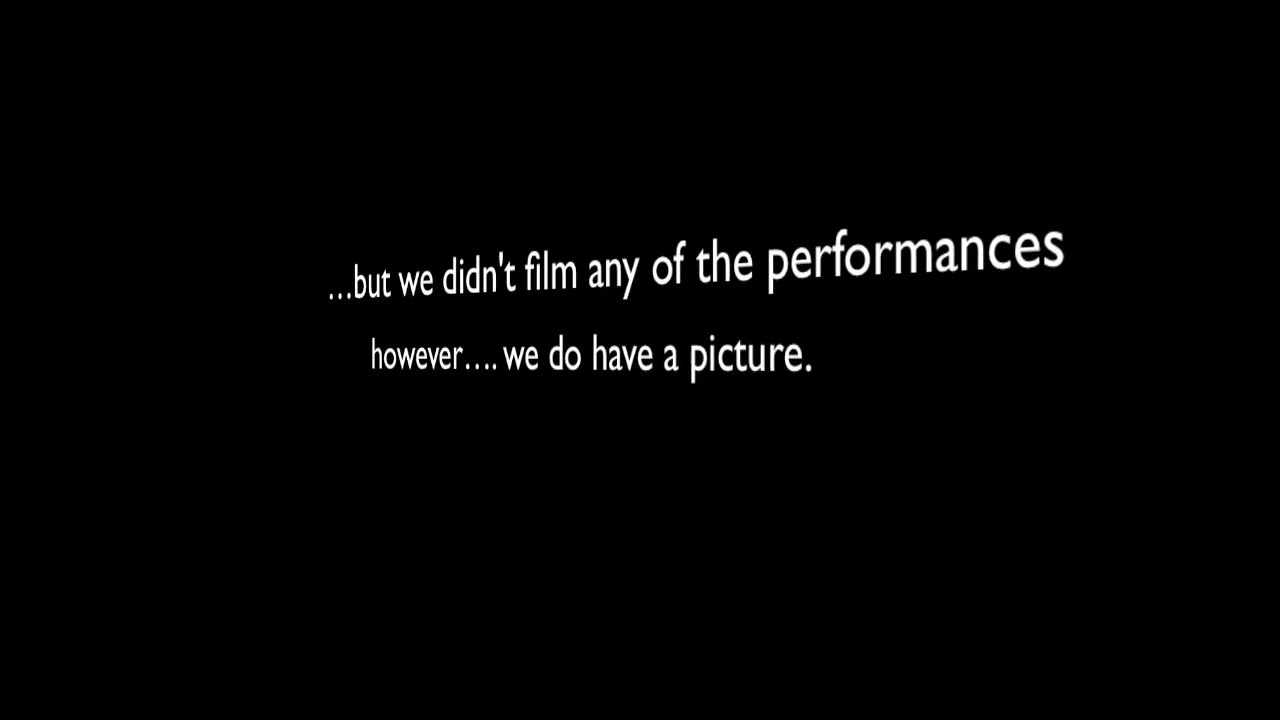 ...but we didn't film any of the performances
however.... we do have a picture.